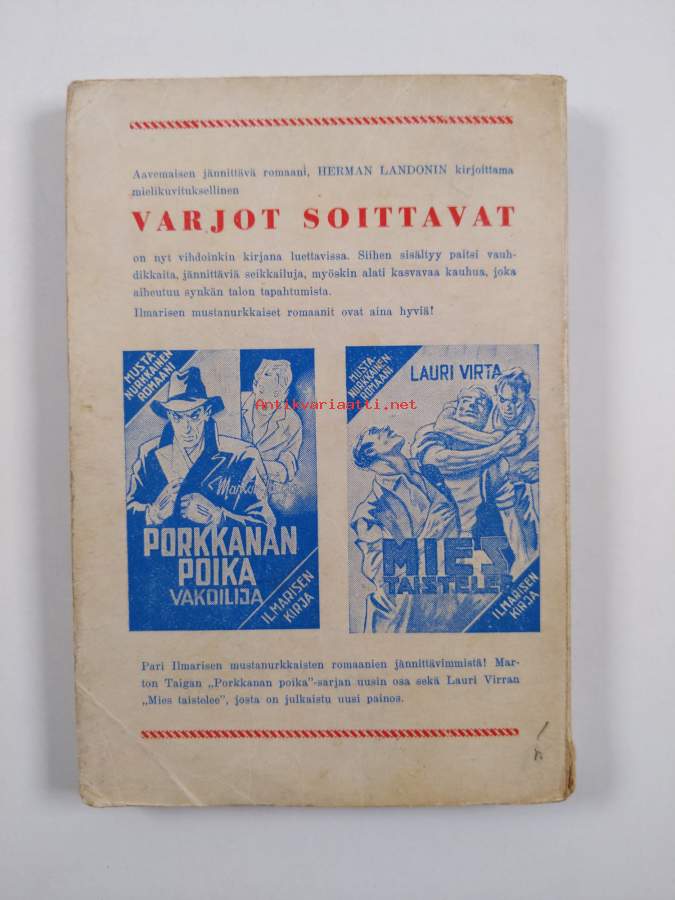 Aavemaisen jännittävä romaani, HERMAN LANDONIN kirjoittama
mielikuvituksellinen
VARJOT SOITTAVAT
on nyt vihdoinkin kirjana luettavissa. Siihen sisältyy paitsi vauh-
dikkaita, jännittäviä seikkailuja, myöskin alati kasvavaa kauhua, joka
aiheutuu synkän talon tapahtumista.
Ilmarisen mustanurkkaiset romaanit ovat aina hyviä!
MUSTA-
NURKKAINEN
ROMAANI
PORKKANAN
POIKA
VAKOILIJA
ILMARISEN
KIRJA
MUSTA-
NURKKAINEN
ROMAANI
LAURI VIRTA
MIES
TAISTELEE
ILMARISEN
KIRJA
Antikvariaatti.net
Pari Ilmarisen mustanurkkaisten romaanien jännittävimmistä! Mar-
ton Taigan „Porkkanan poika"-sarjan uusin osa sekä Lauri Virran
„Mies taistelee", josta on julkaistu uusi painos.